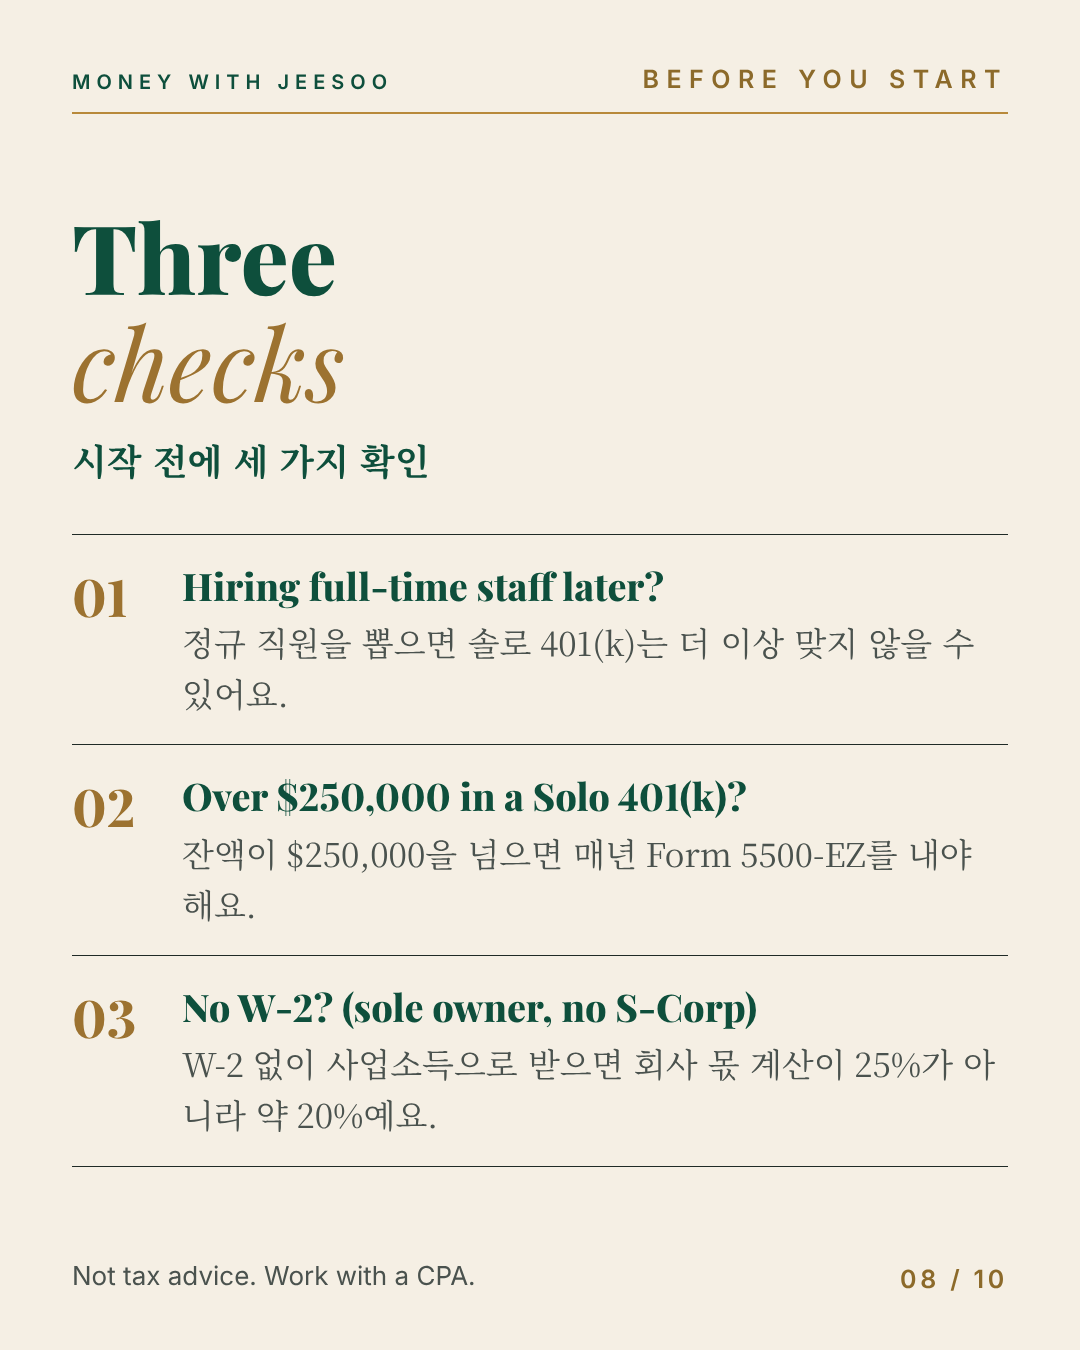 MONEY WITH JEESOO
BEFORE YOU START
Three
checks
시작 전에 세 가지 확인
01
Hiring full-time staff later?
정규 직원을 뽑으면 솔로 401(k)는 더 이상 맞지 않을 수
있어요.
02
Over $250,000 in a Solo 401(k)?
잔액이 $250,000을 넘으면 매년 Form 5500-EZ를 내야
해요.
03
No W-2? (sole owner, no S-Corp)
W-2 없이 사업소득으로 받으면 회사 몫 계산이 25%가 아
니라 약 20%예요.
Not tax advice. Work with a CPA.
08 / 10